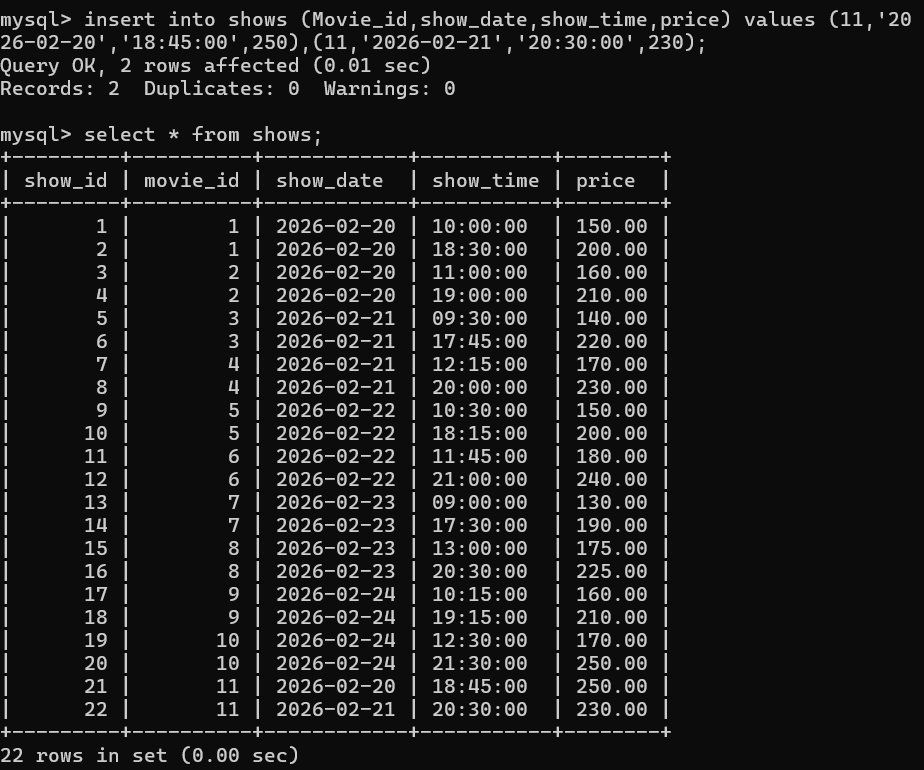 mysql> insert into shows (Movie_id,show_date,show_time,price) values (11,'20
26-02-20','18:45:00',250),(11,'2026-02-21','20:30:00',230);
Query OK, 2 rows affected (0.01 sec)
Records: 2  Duplicates: 0  Warnings: 0

mysql> select * from shows;
+---------+----------+------------+-----------+--------+
| show_id | movie_id | show_date  | show_time | price  |
+---------+----------+------------+-----------+--------+
|       1 |        1 | 2026-02-20 | 10:00:00  | 150.00 |
|       2 |        1 | 2026-02-20 | 18:30:00  | 200.00 |
|       3 |        2 | 2026-02-20 | 11:00:00  | 160.00 |
|       4 |        2 | 2026-02-20 | 19:00:00  | 210.00 |
|       5 |        3 | 2026-02-21 | 09:30:00  | 140.00 |
|       6 |        3 | 2026-02-21 | 17:45:00  | 220.00 |
|       7 |        4 | 2026-02-21 | 12:15:00  | 170.00 |
|       8 |        4 | 2026-02-21 | 20:00:00  | 230.00 |
|       9 |        5 | 2026-02-22 | 10:30:00  | 150.00 |
|      10 |        5 | 2026-02-22 | 18:15:00  | 200.00 |
|      11 |        6 | 2026-02-22 | 11:45:00  | 180.00 |
|      12 |        6 | 2026-02-22 | 21:00:00  | 240.00 |
|      13 |        7 | 2026-02-23 | 09:00:00  | 130.00 |
|      14 |        7 | 2026-02-23 | 17:30:00  | 190.00 |
|      15 |        8 | 2026-02-23 | 13:00:00  | 175.00 |
|      16 |        8 | 2026-02-23 | 20:30:00  | 225.00 |
|      17 |        9 | 2026-02-24 | 10:15:00  | 160.00 |
|      18 |        9 | 2026-02-24 | 19:15:00  | 210.00 |
|      19 |       10 | 2026-02-24 | 12:30:00  | 170.00 |
|      20 |       10 | 2026-02-24 | 21:30:00  | 250.00 |
|      21 |       11 | 2026-02-20 | 18:45:00  | 250.00 |
|      22 |       11 | 2026-02-21 | 20:30:00  | 230.00 |
+---------+----------+------------+-----------+--------+
22 rows in set (0.00 sec)